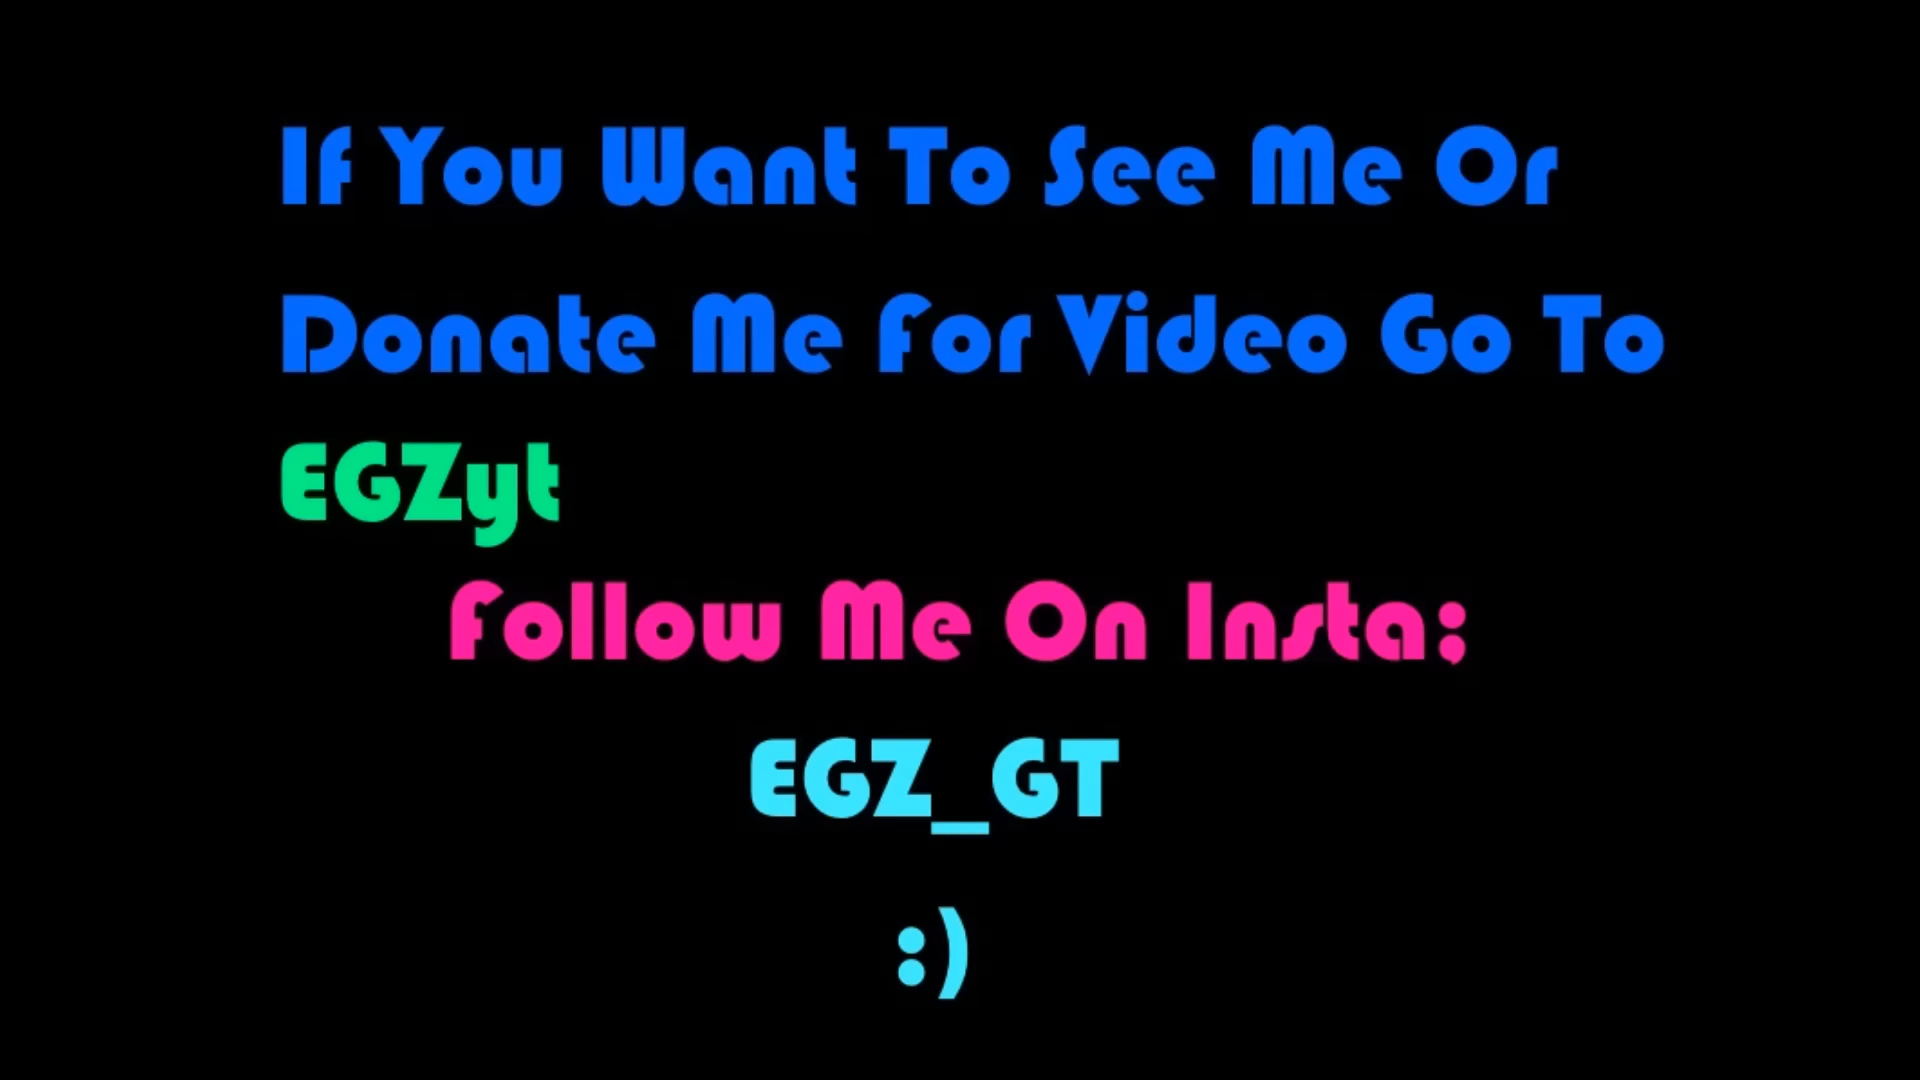 If You Want To See Me Or
Donate Me For Video Go To
EGZyt
Follow Me On Insta;
EGZ_GT
:)